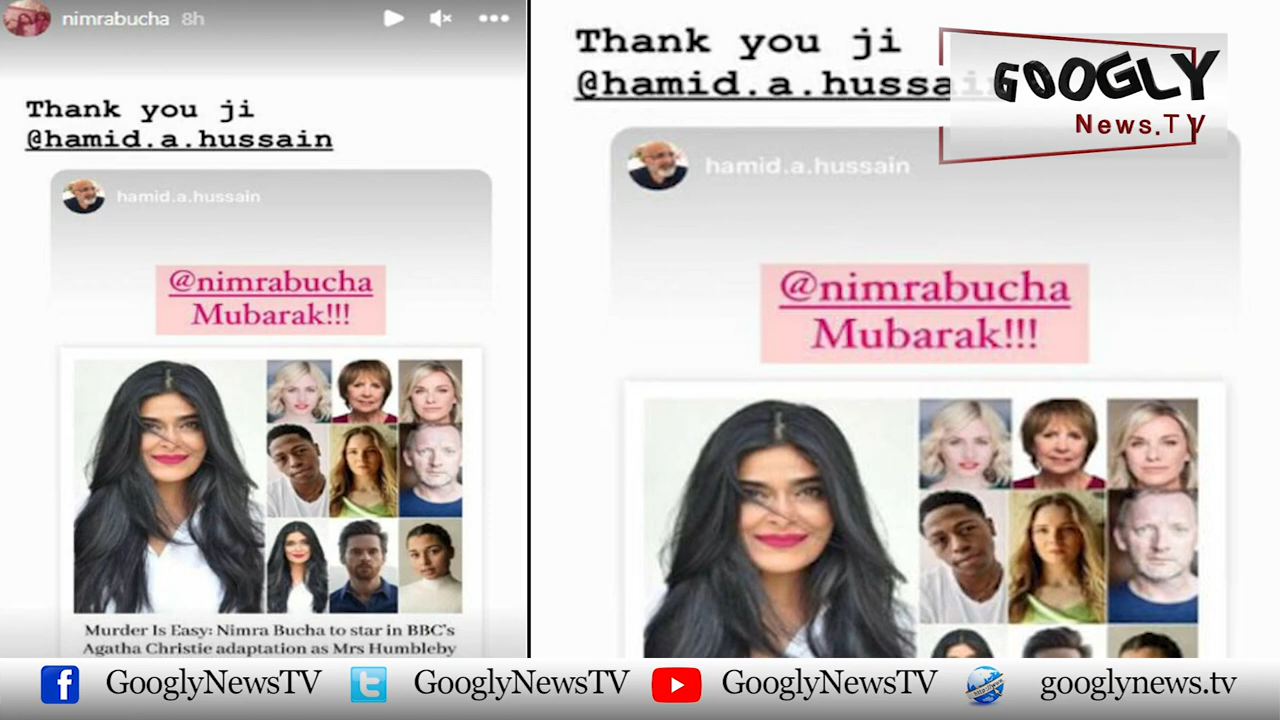 nimrabucha 8h
Thank you ji
@hamid.a.hussain
hamid.a.hussain
@nimrabucha
Mubarak!!!
Murder Is Easy: Nimra Bucha to star in BBC's
Agatha Christie adaptation as Mrs Humbleby
Thank you ji
@hamid.a.hussain
hamid.a.hussain
@nimrabucha
Mubarak!!!
GOOGLY
News.TV
GooglyNewsTV
GooglyNewsTV
GooglyNewsTV
googlynews.tv